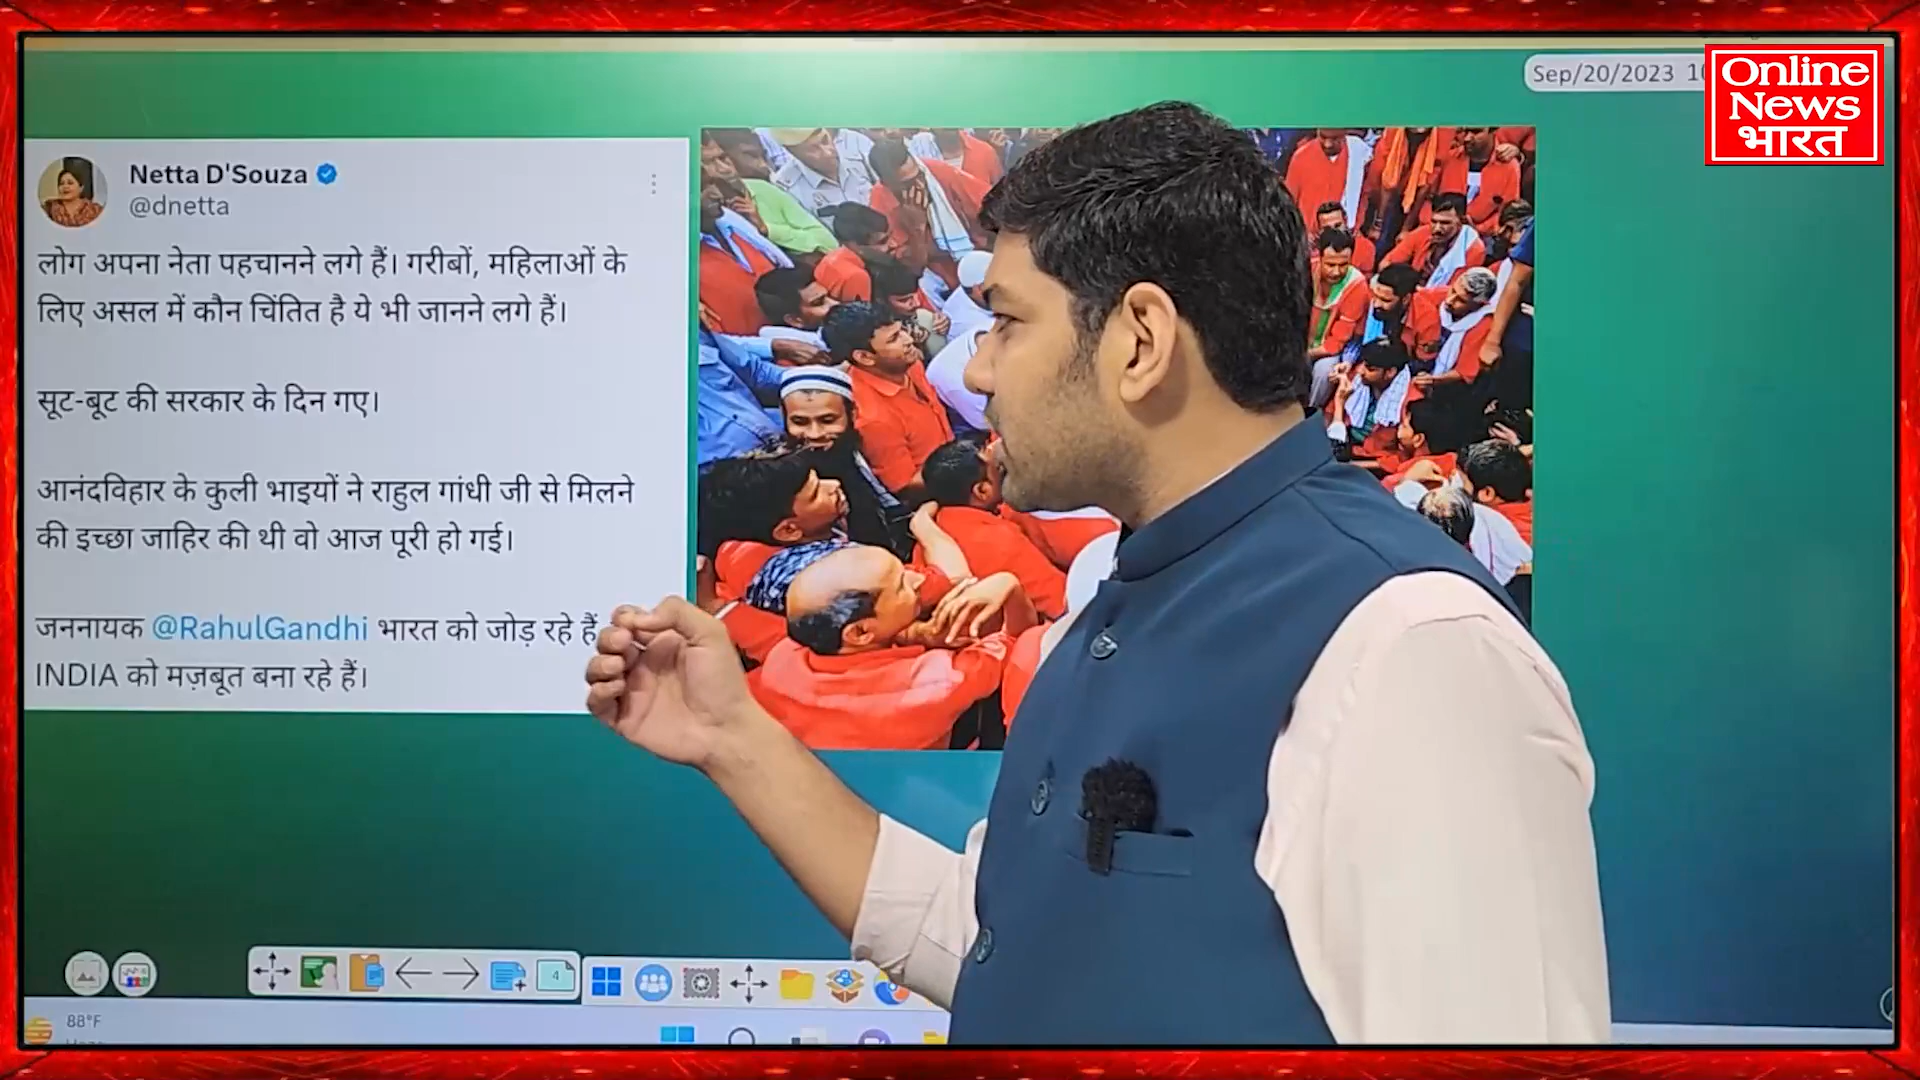 Sep/20/2023
Online
News
भारत
Netta D'Souza
@dnetta
लोग अपना नेता पहचानने लगे हैं। गरीबों, महिलाओं के
लिए असल में कौन चिंतित है ये भी जानने लगे हैं।
सूट-बूट की सरकार के दिन गए।
आनंदविहार के कुली भाइयों ने राहुल गांधी जी से मिलने
की इच्छा जाहिर की थी वो आज पूरी हो गई।
जननायक @RahulGandhi भारत को जोड़ रहे हैं
INDIA को मज़बूत बना रहे हैं।
4
88°F